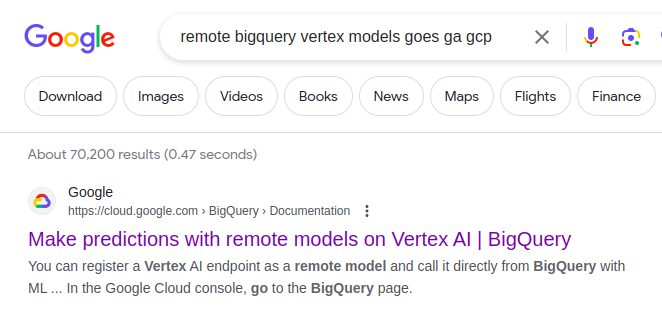 Google
remote bigquery vertex models goes ga gcp
Download Images Videos Books News Maps Flights Finance
About 70,200 results (0.47 seconds)
Google
https://cloud.google.com › BigQuery › Documentation
Make predictions with remote models on Vertex AI | BigQuery
You can register a Vertex AI endpoint as a remote model and call it directly from BigQuery with
ML ... In the Google Cloud console, go to the BigQuery page.